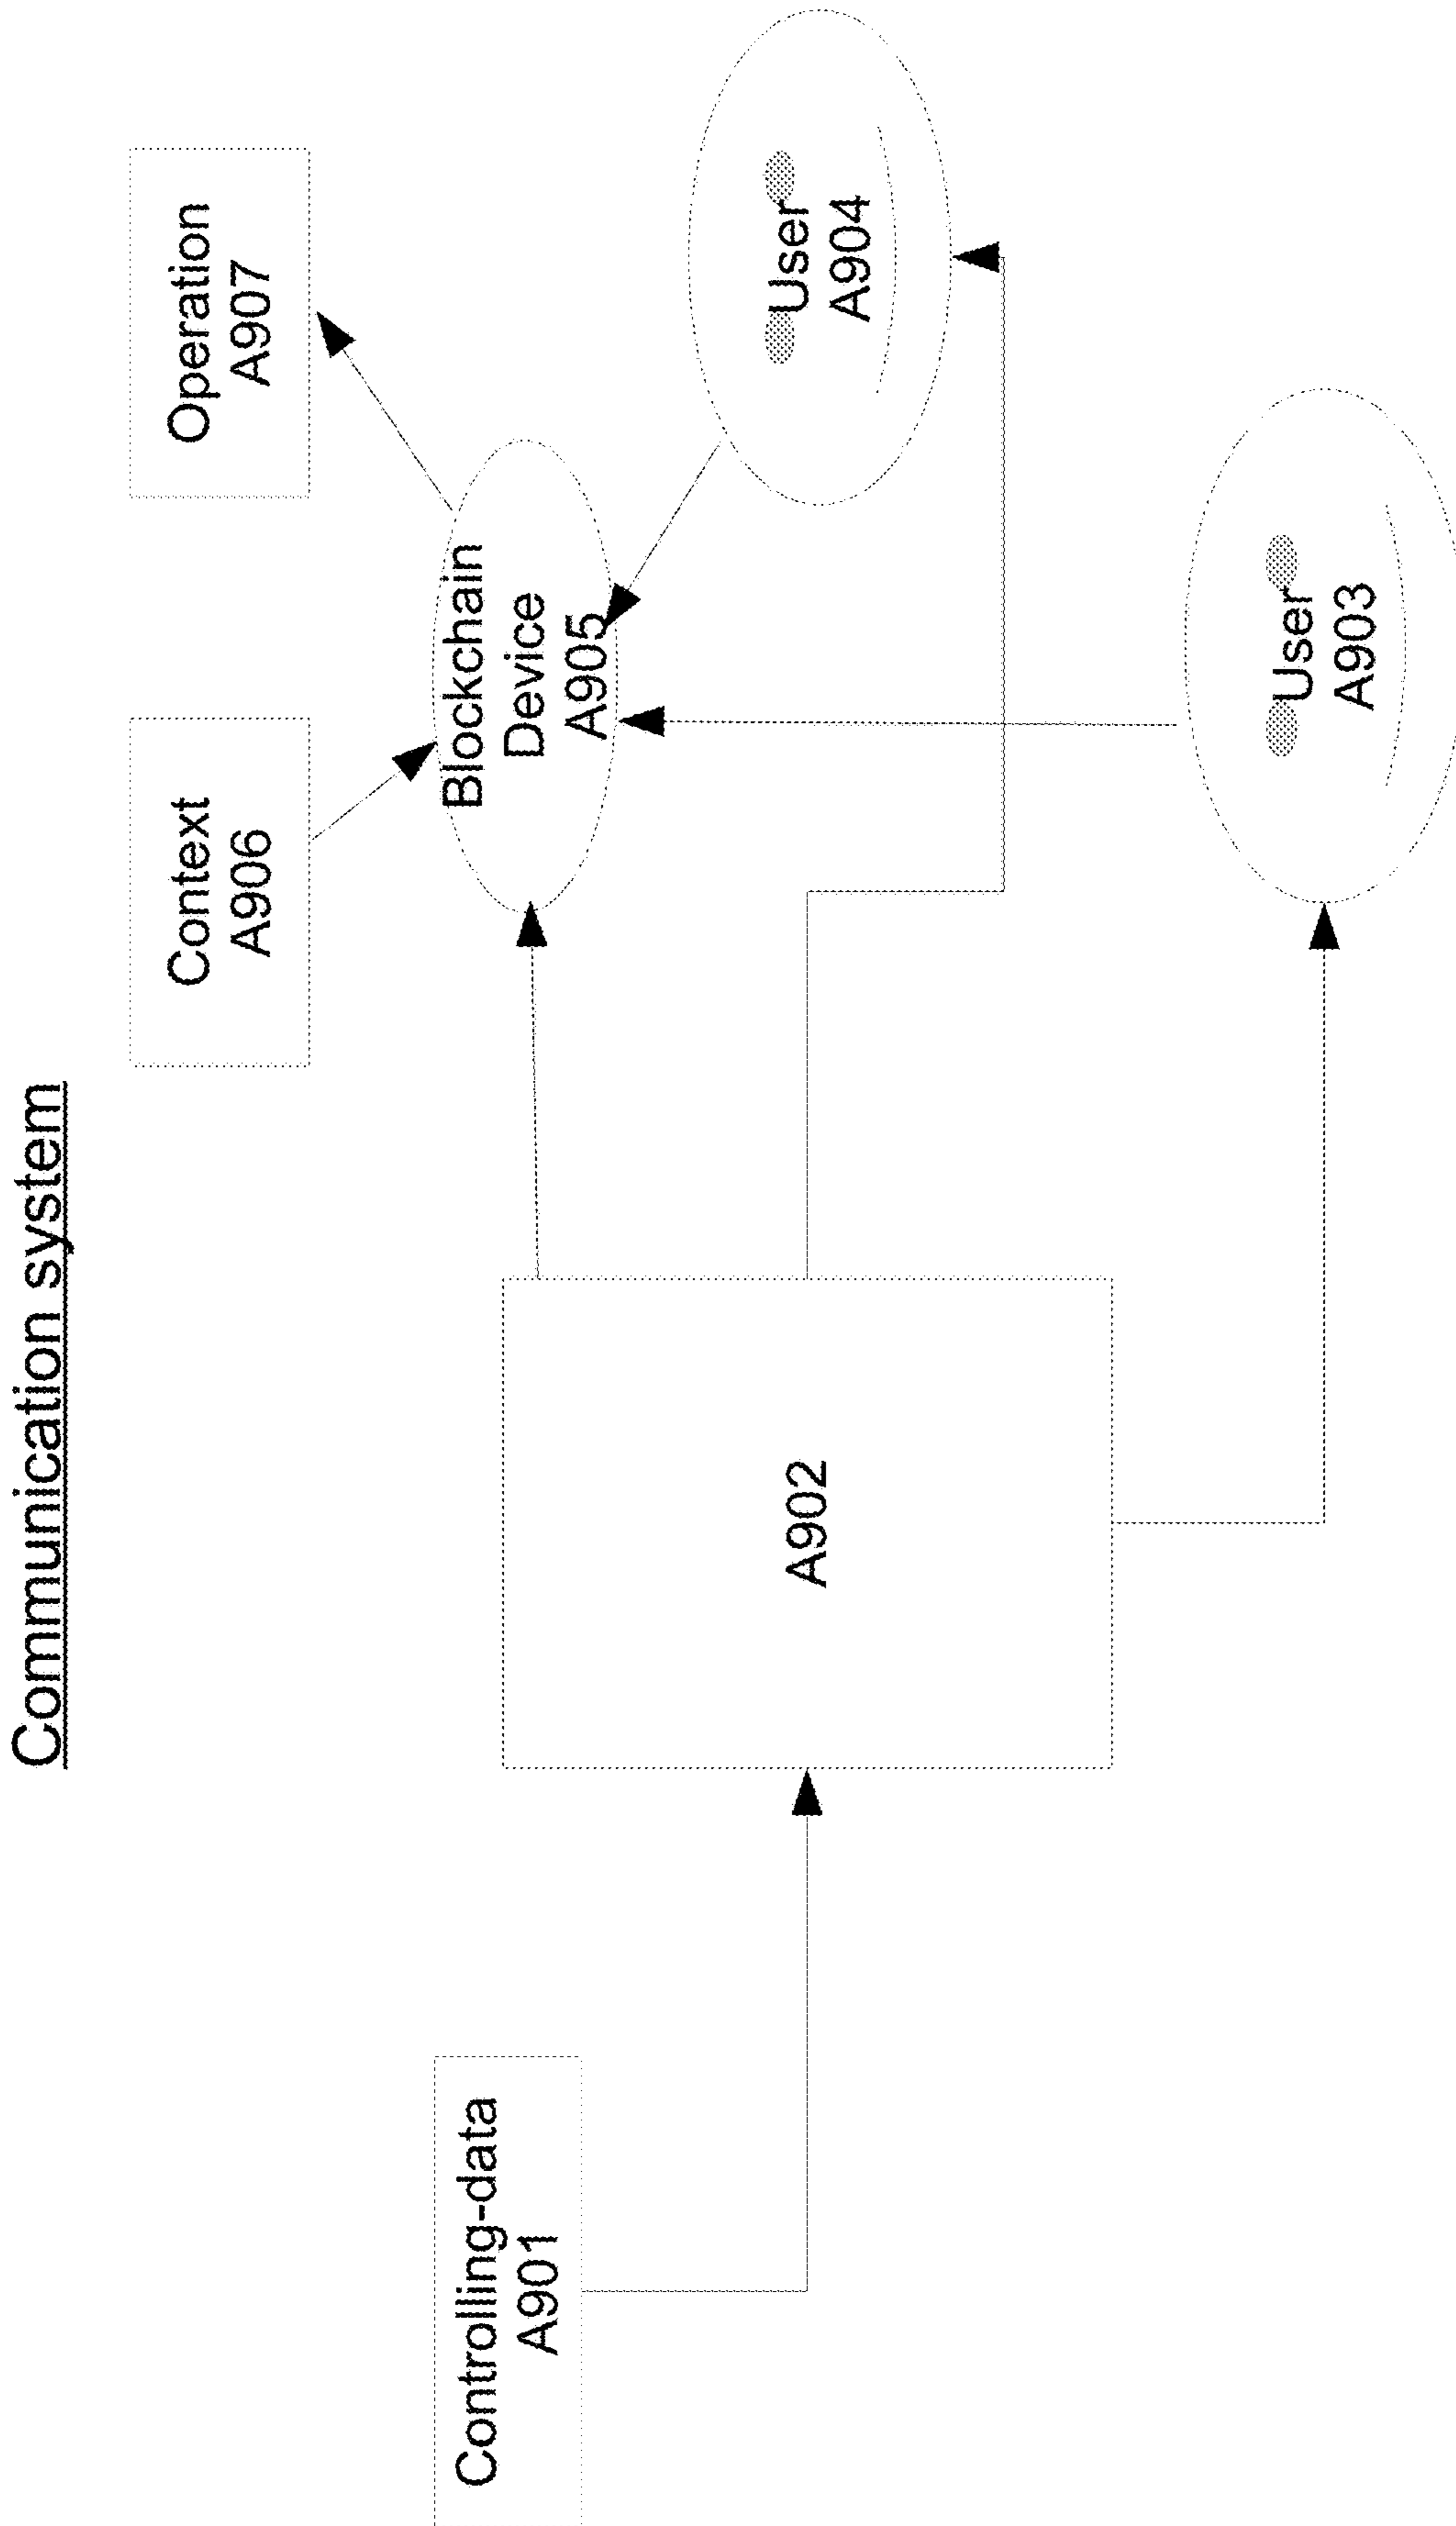 Communication system
Context
A906
Operation
A907
Blockchain
Device
A905
Controlling-data
A901
A902
User
A904
User
A903